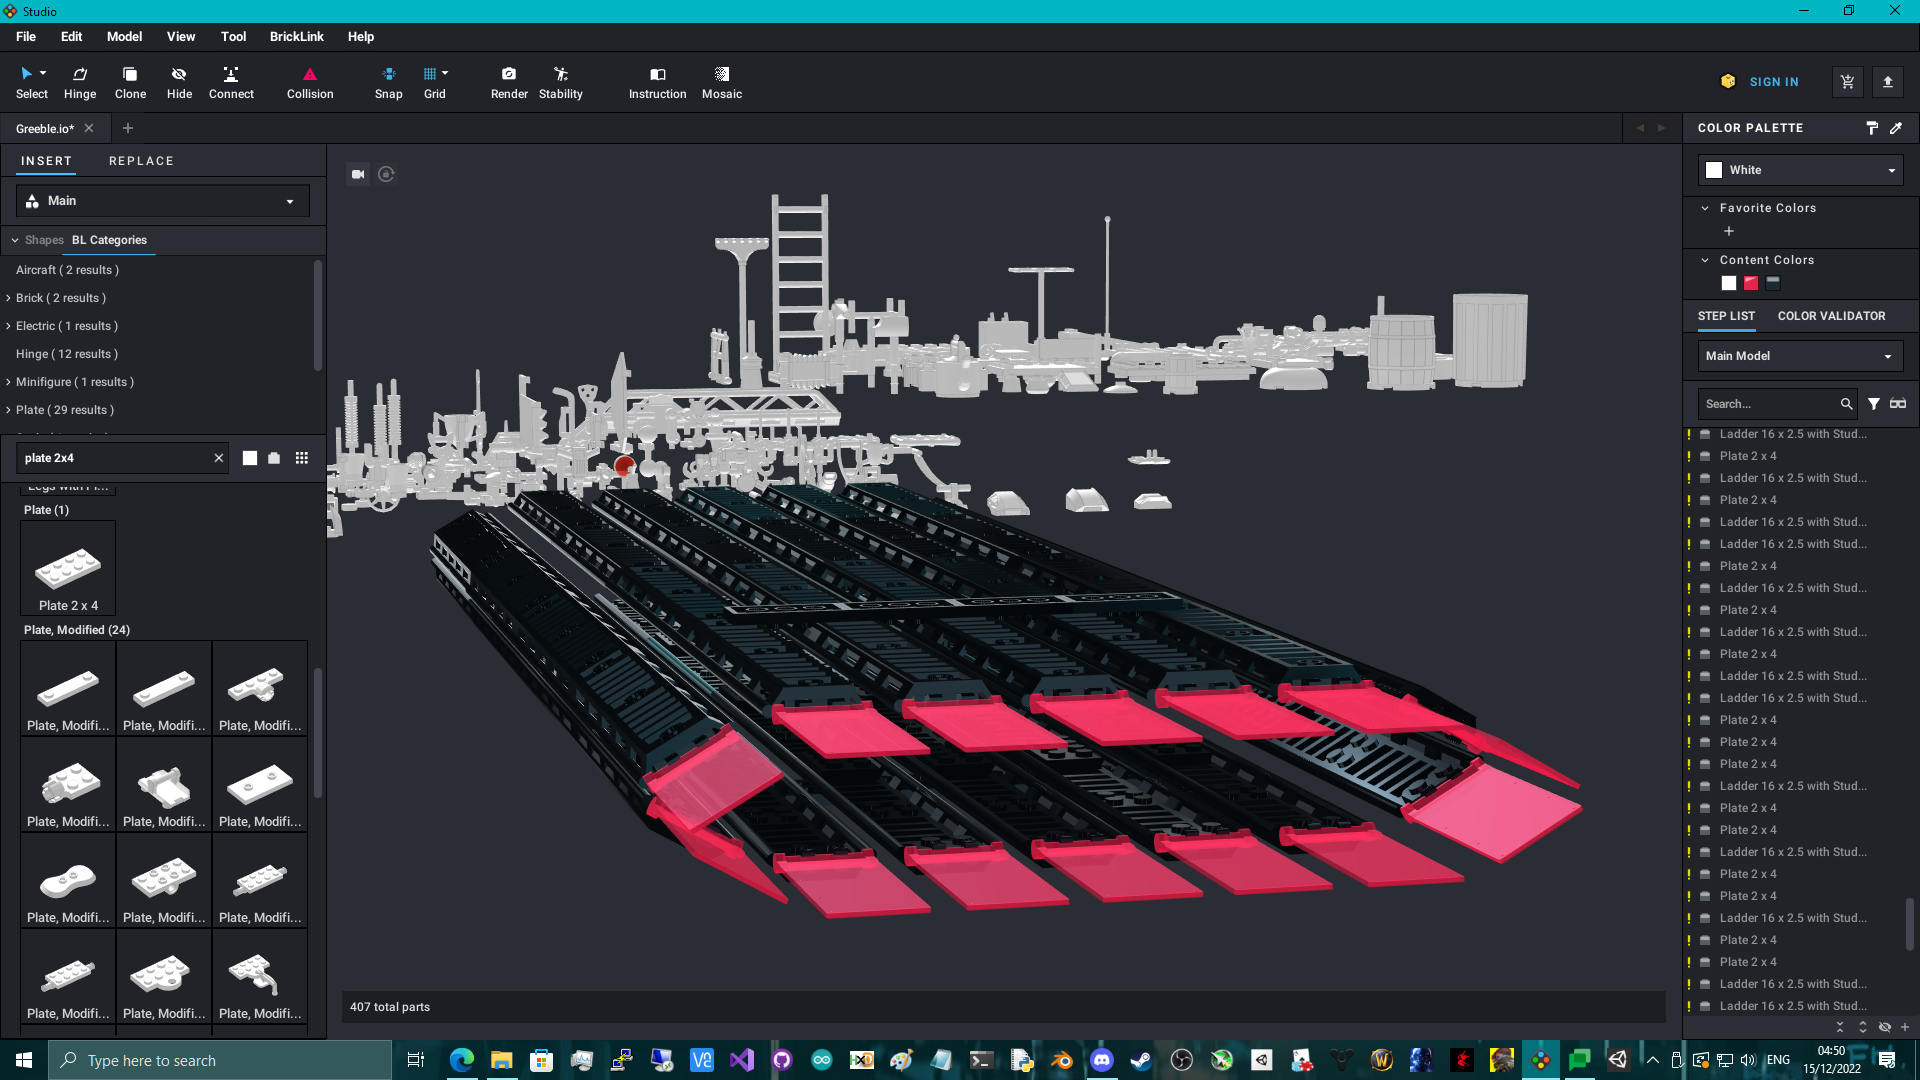 Studio
File Edit Model View Tool BrickLink Help
Select Hinge Clone Hide Connect Collision Snap Grid Render Stability Instruction Mosaic
SIGN IN
Greeble.io*
INSERT REPLACE
Main
Shapes BL Categories
Aircraft ( 2 results )
Brick ( 2 results )
Electric ( 1 results )
Hinge ( 12 results )
Minifigure ( 1 results )
Plate ( 29 results )
plate 2x4
Plate (1)
Plate 2 x 4
Plate, Modified (24)
Plate, Modifi... Plate, Modifi... Plate, Modifi...
Plate, Modifi... Plate, Modifi... Plate, Modifi...
Plate, Modifi... Plate, Modifi... Plate, Modifi...
Plate, Modifi... Plate, Modifi... Plate, Modifi...
407 total parts
COLOR PALETTE
White
Favorite Colors
Content Colors
STEP LIST COLOR VALIDATOR
Main Model
Search...
Ladder 16 x 2.5 with Stud...
Plate 2 x 4
Ladder 16 x 2.5 with Stud...
Plate 2 x 4
Ladder 16 x 2.5 with Stud...
Ladder 16 x 2.5 with Stud...
Plate 2 x 4
Ladder 16 x 2.5 with Stud...
Plate 2 x 4
Ladder 16 x 2.5 with Stud...
Plate 2 x 4
Ladder 16 x 2.5 with Stud...
Ladder 16 x 2.5 with Stud...
Plate 2 x 4
Plate 2 x 4
Plate 2 x 4
Ladder 16 x 2.5 with Stud...
Plate 2 x 4
Plate 2 x 4
Ladder 16 x 2.5 with Stud...
Plate 2 x 4
Plate 2 x 4
Ladder 16 x 2.5 with Stud...
Plate 2 x 4
Plate 2 x 4
Ladder 16 x 2.5 with Stud...
Ladder 16 x 2.5 with Stud...
Type here to search
ENG
04:50
15/12/2022